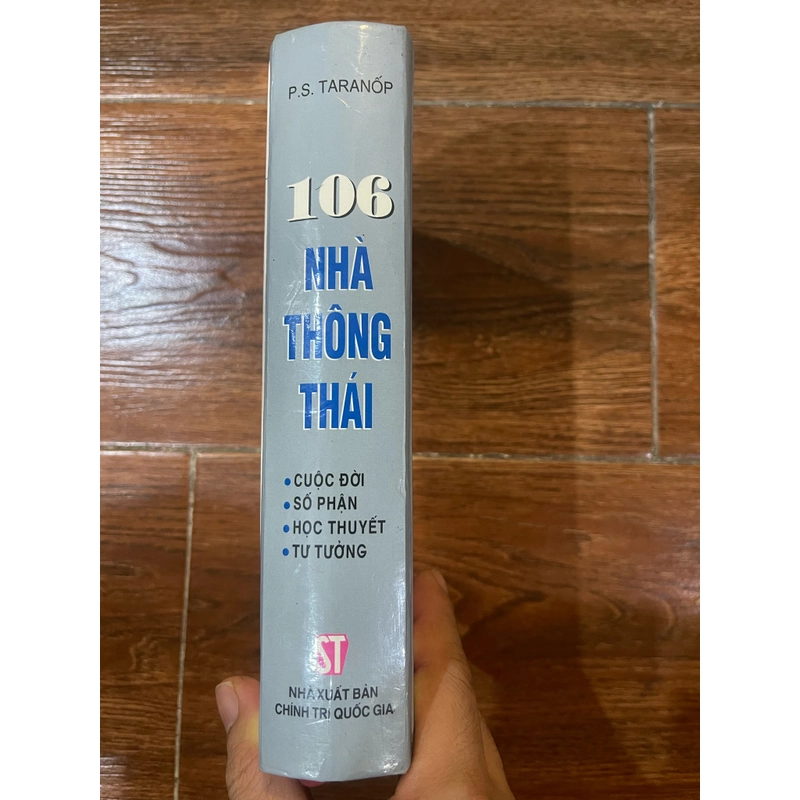 P.S. TARANỐP
106
NHÀ
THÔNG
THÁI
• CUỘC ĐỜI
• SỐ PHẬN
• HỌC THUYẾT
• TƯ TƯỞNG
ST
NHÀ XUẤT BẢN
CHÍNH TRỊ QUỐC GIA